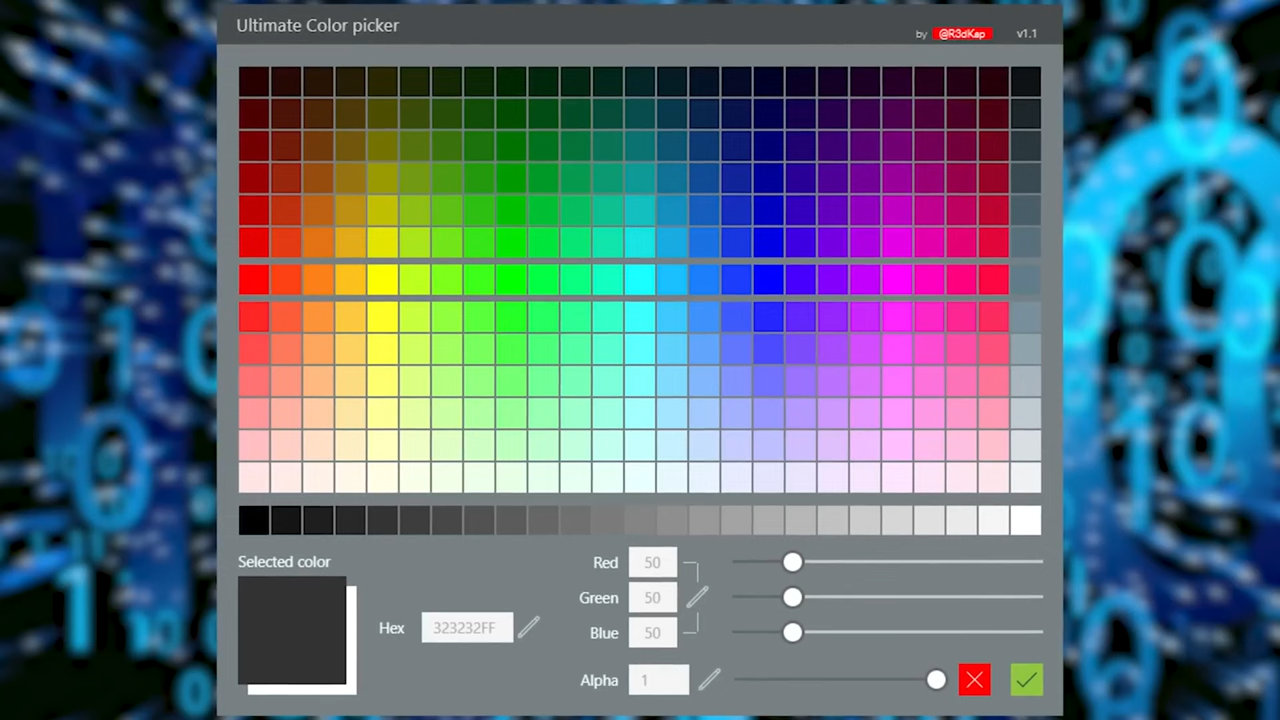 Ultimate Color picker
by @R3dKap v1.1
Selected color
Hex 323232FF
Red 50
Green 50
Blue 50
Alpha 1